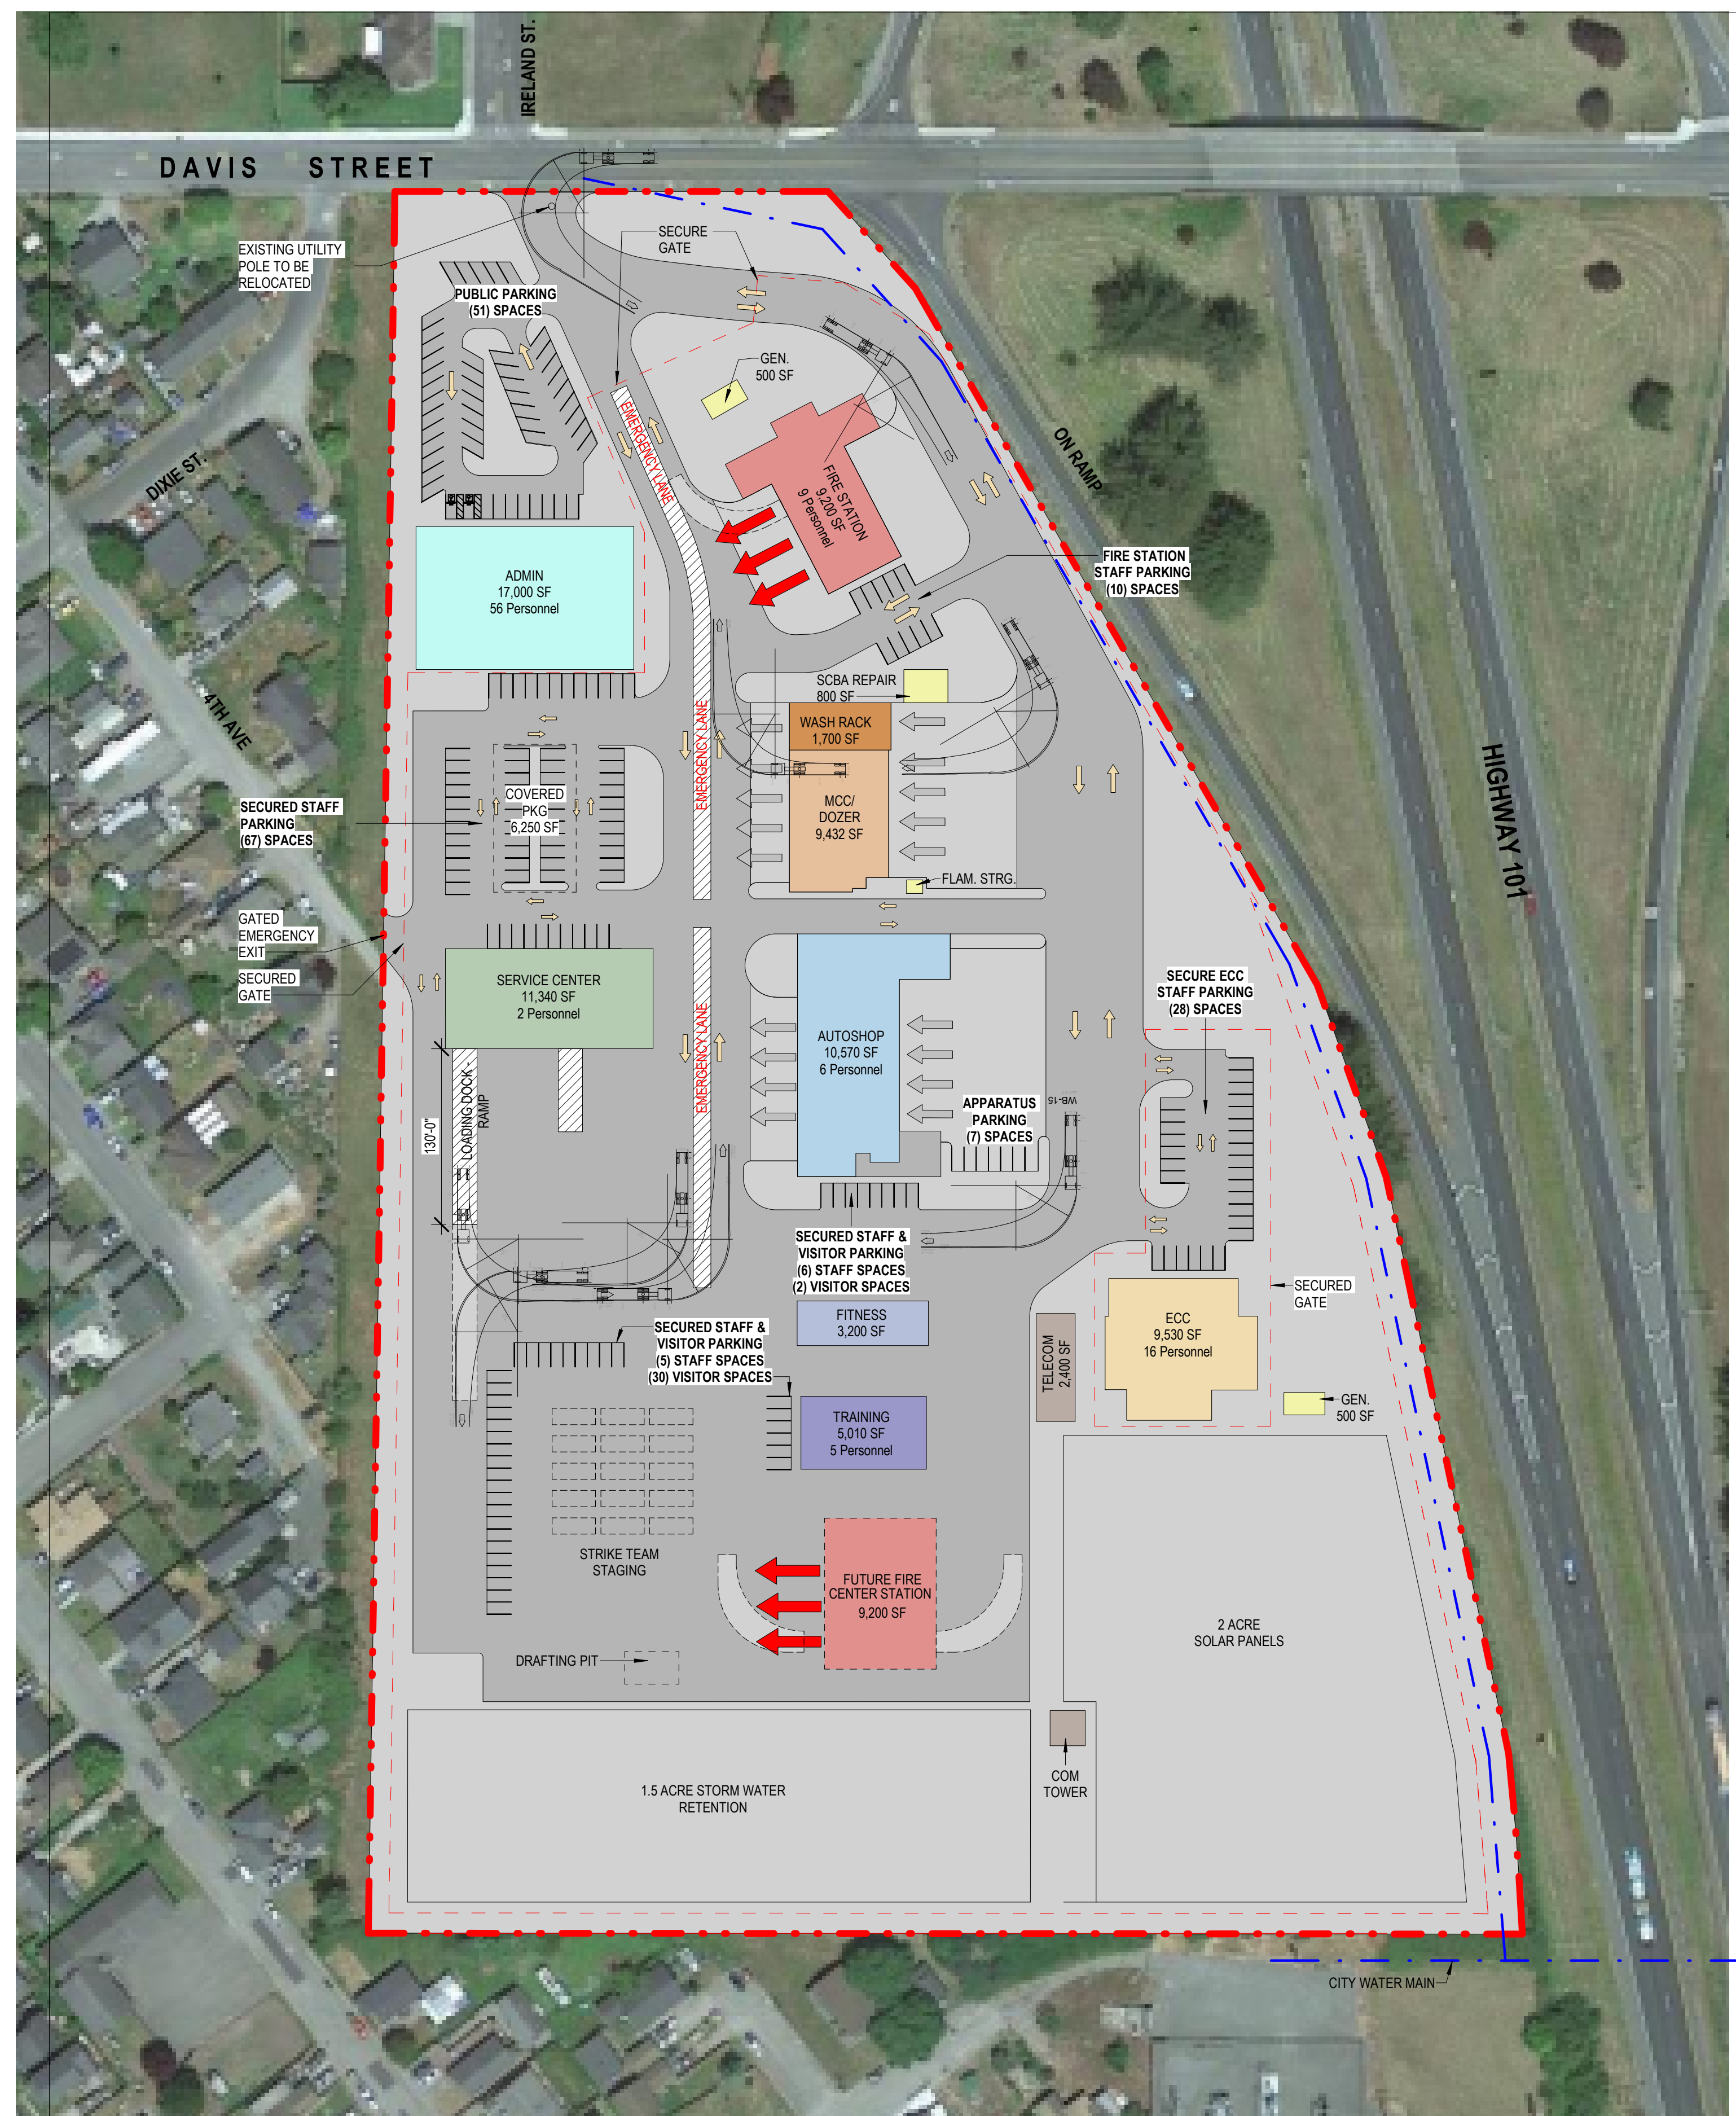 IRELAND ST.
DAVIS STREET
EXISTING UTILITY
POLE TO BE
RELOCATED
SECURE
GATE
PUBLIC PARKING
(51) SPACES
GEN.
500 SF
EMERGENCY LANE
ON RAMP
DIXIE ST.
FIRE STATION
9,200 SF
9 Personnel
FIRE STATION
STAFF PARKING
(10) SPACES
ADMIN
17,000 SF
56 Personnel
4TH AVE
SCBA REPAIR
800 SF
WASH RACK
1,700 SF
EMERGENCY LANE
HIGHWAY 101
SECURED STAFF
PARKING
(67) SPACES
COVERED
PKG
6,250 SF
MCC/
DOZER
9,432 SF
FLAM. STRG.
GATED
EMERGENCY
EXIT
SECURED
GATE
SERVICE CENTER
11,340 SF
2 Personnel
SECURE ECC
STAFF PARKING
(28) SPACES
EMERGENCY LANE
AUTOSHOP
10,570 SF
6 Personnel
130'-0"
LOADING DOCK
RAMP
APPARATUS
PARKING
(7) SPACES
WB-15
SECURED STAFF &
VISITOR PARKING
(6) STAFF SPACES
(2) VISITOR SPACES
SECURED
GATE
FITNESS
3,200 SF
TELECOM
2,400 SF
ECC
9,530 SF
16 Personnel
SECURED STAFF &
VISITOR PARKING
(5) STAFF SPACES
(30) VISITOR SPACES
GEN.
500 SF
TRAINING
5,010 SF
5 Personnel
STRIKE TEAM
STAGING
FUTURE FIRE
CENTER STATION
9,200 SF
2 ACRE
SOLAR PANELS
DRAFTING PIT
1.5 ACRE STORM WATER
RETENTION
COM
TOWER
CITY WATER MAIN